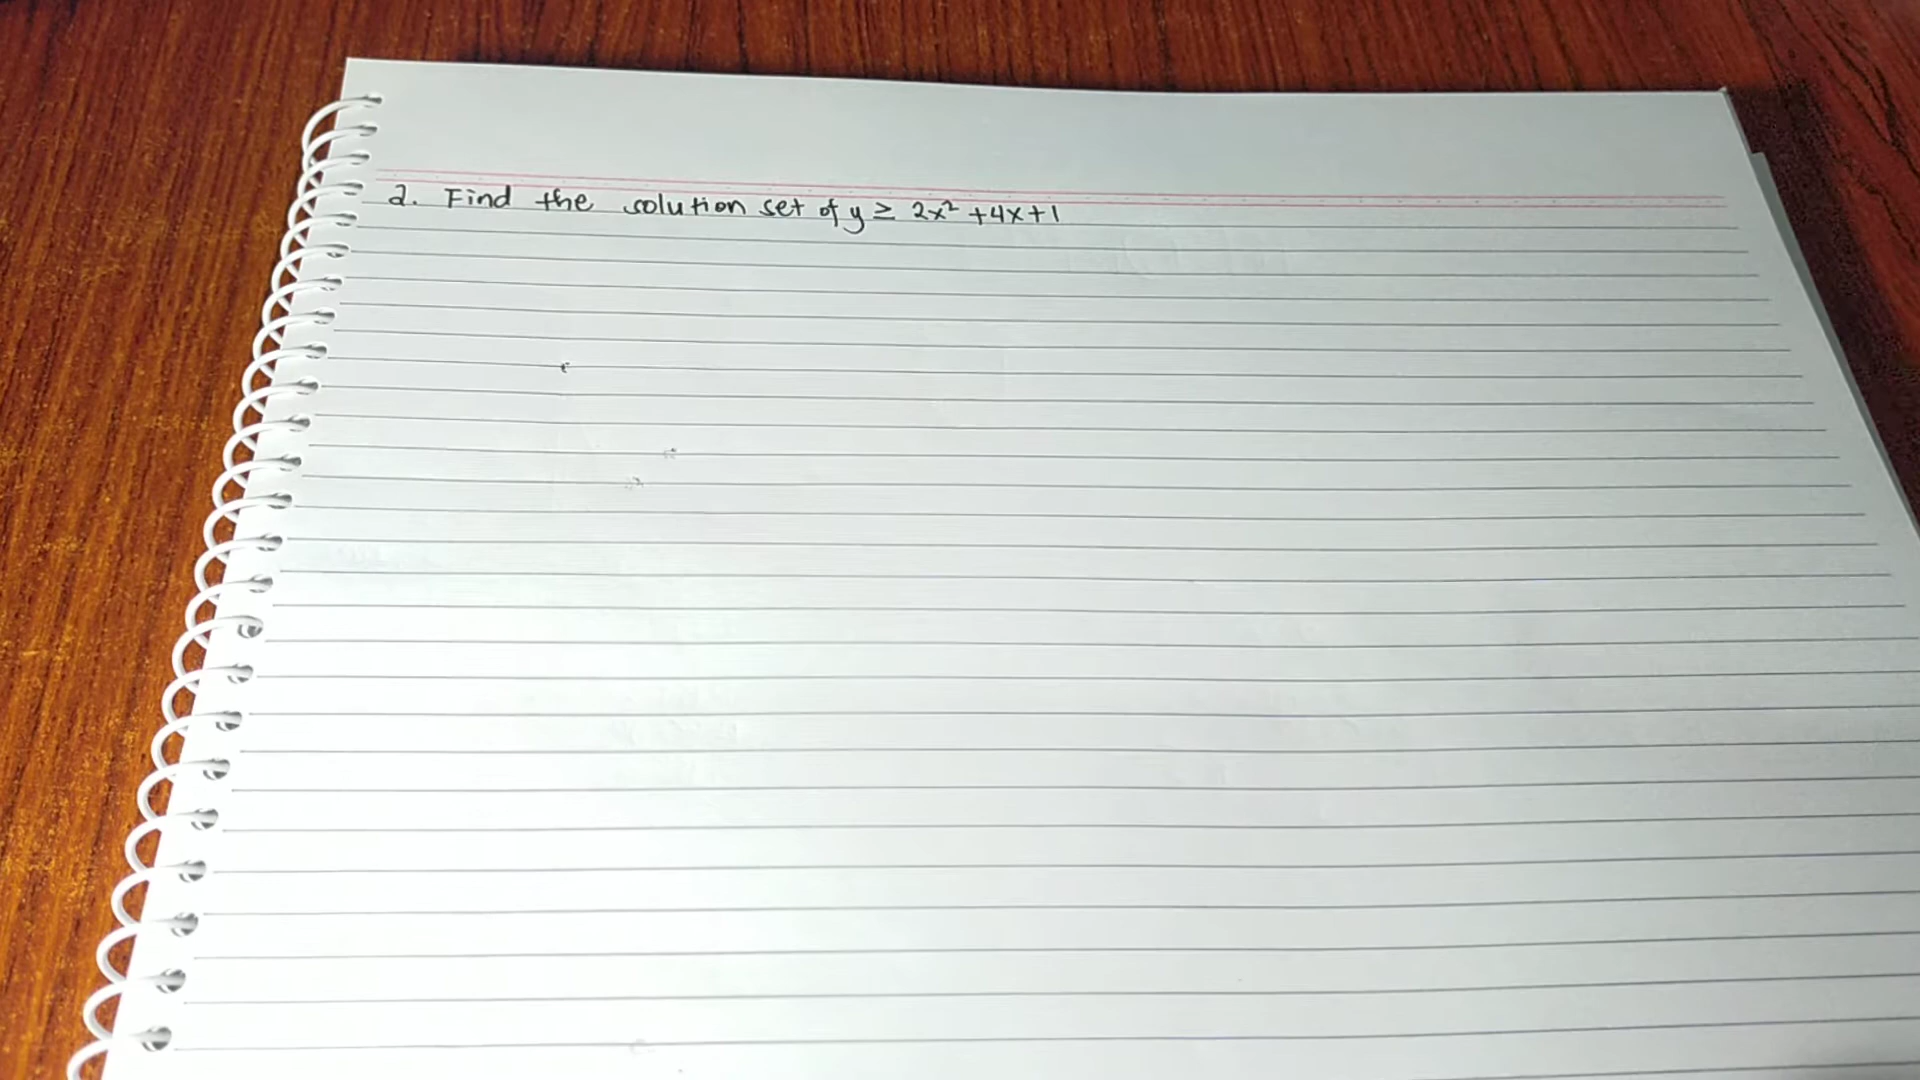 2. Find the solution set of y ≥ 2x² + 4x + 1